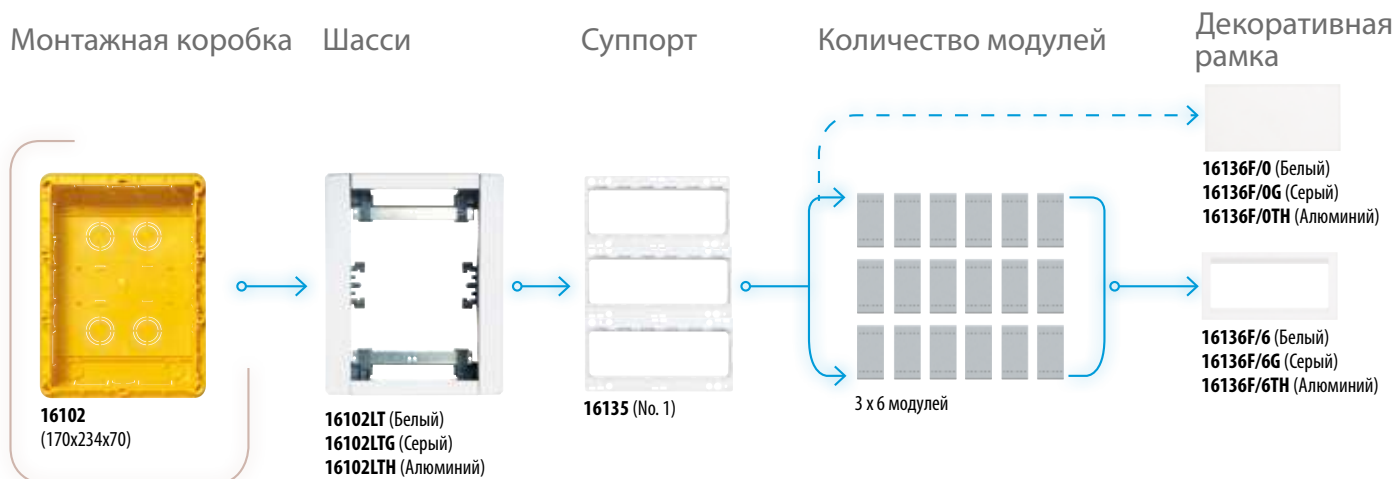 Монтажная коробка
Шасси
Суппорт
Количество модулей
Декоративная
рамка
16102
(170x234x70)
16102LT (Белый)
16102LTG (Серый)
16102LTH (Алюминий)
16135 (No. 1)
3 x 6 модулей
16136F/0 (Белый)
16136F/0G (Серый)
16136F/0TH (Алюминий)
16136F/6 (Белый)
16136F/6G (Серый)
16136F/6TH (Алюминий)